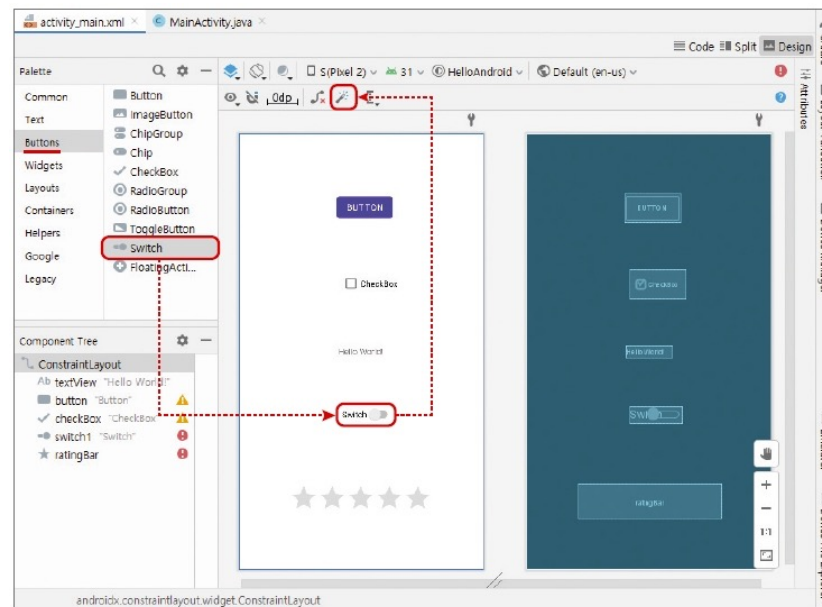 activity_main.xml × MainActivity.java ×
Code Split Design
Palette
S(Pixel 2) 31 HelloAndroid Default (en-us)
0dp
Common
Text
Buttons
Widgets
Layouts
Containers
Helpers
Google
Legacy
Button
ImageButton
ChipGroup
Chip
CheckBox
RadioGroup
RadioButton
ToggleButton
Switch
FloatingActi...
Attributes
Component Tree
ConstraintLayout
Ab textView "Hello World!"
button "Button"
checkBox "CheckBox"
switch1 "Switch"
ratingBar
BUTTON
CheckBox
Hello World!
Switch
BUTTON
CheckBox
Hello World!
Switch
ratingBar
1:1
androidx.constraintlayout.widget.ConstraintLayout